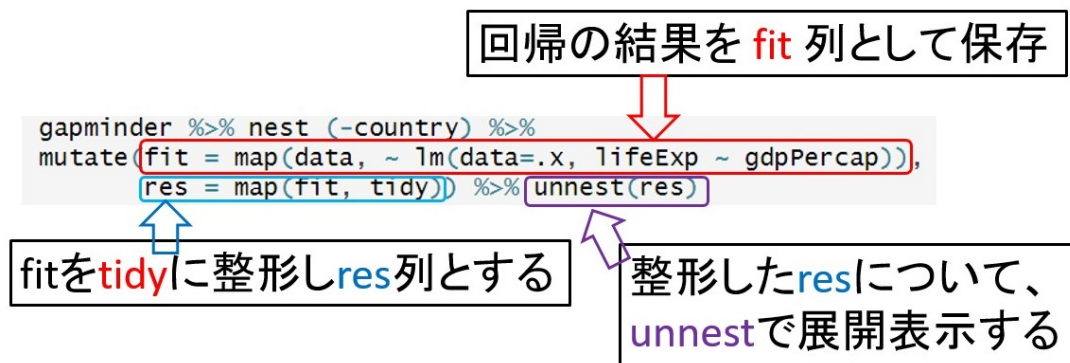 回帰の結果を fit 列として保存
gapminder %>% nest (-country) %>%
mutate(fit = map(data, ~ lm(data=.x, lifeExp ~ gdpPercap)),
res = map(fit, tidy)) %>% unnest(res)
fitをtidyに整形しres列とする
整形したresについて、
unnestで展開表示する